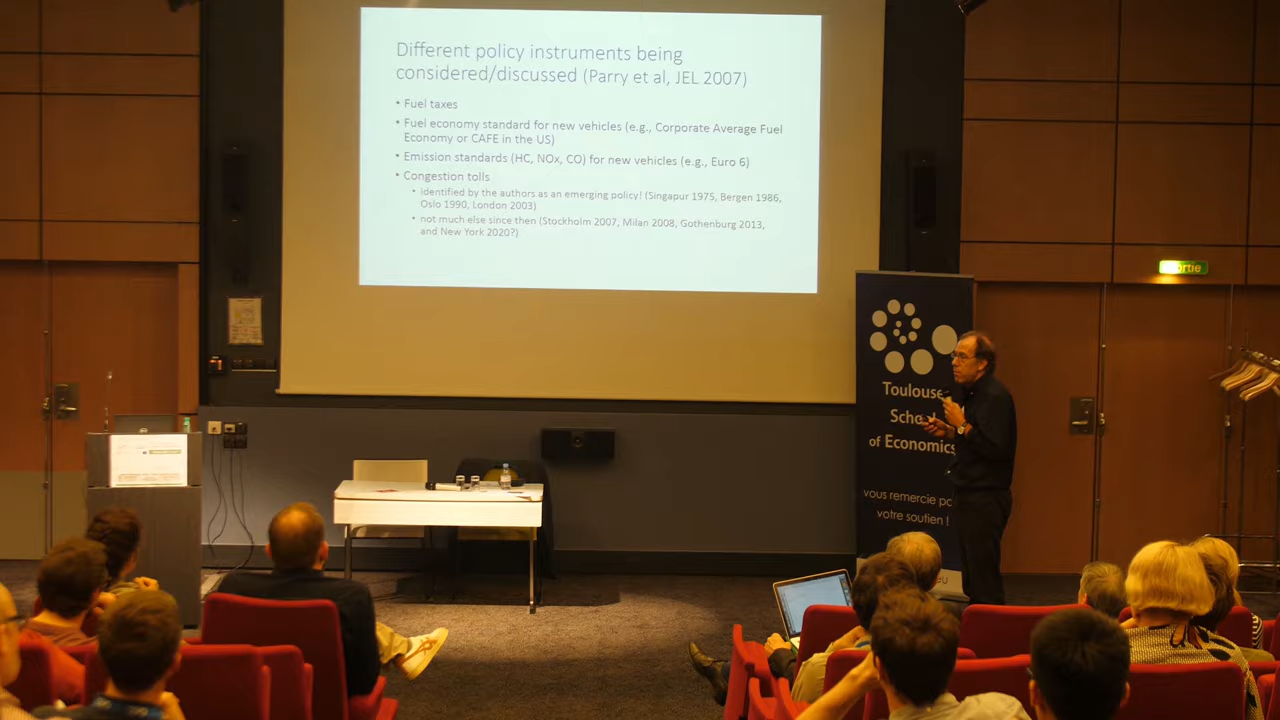 Different policy instruments being
considered/discussed (Parry et al, JEL 2007)
• Fuel taxes
• Fuel economy standard for new vehicles (e.g., Corporate Average Fuel
Economy or CAFE in the US)
• Emission standards (HC, NOx, CO) for new vehicles (e.g., Euro 6)
• Congestion tolls
• identified by the authors as an emerging policy! (Singapur 1975, Bergen 1986,
Oslo 1990, London 2003)
• not much else since then (Stockholm 2007, Milan 2008, Gothenburg 2013,
and New York 2020?)
Toulouse
School
of Economics
vous remercie po
votre soutien !
eu